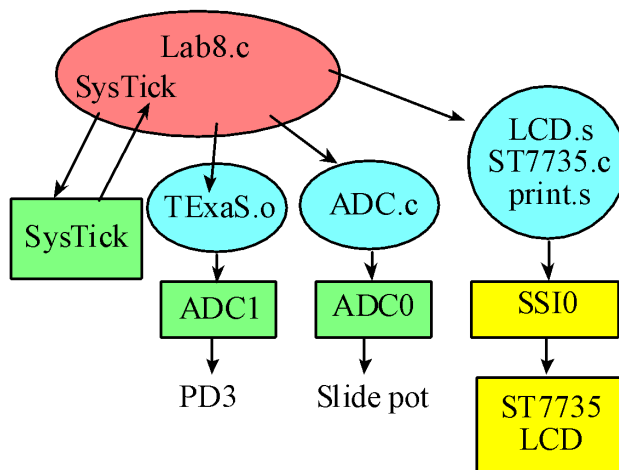 Lab8.c
SysTick
LCD.s
ST7735.c
print.s
TExaS.o
ADC.c
SysTick
ADC1
ADC0
SSI0
PD3
Slide pot
ST7735
LCD